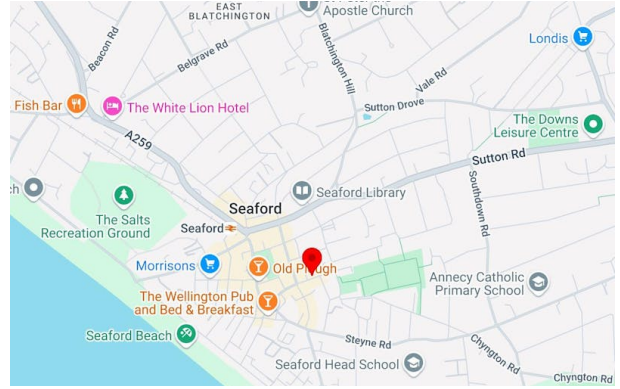 EAST
BLATCHINGTON
Apostle Church
Beacon Rd
Belgrave Rd
Blatchington Hill
Londis
Vale Rd
Fish Bar
The White Lion Hotel
Sutton Drove
The Downs
Leisure Centre
A259
Sutton Rd
Southdown Rd
ch
Seaford Library
Seaford
The Salts
Recreation Ground
Seaford
Morrisons
Old Plough
Annecy Catholic
Primary School
The Wellington Pub
and Bed & Breakfast
Seaford Beach
Steyne Rd
Chyngton Rd
Seaford Head School
Chyngton Rd